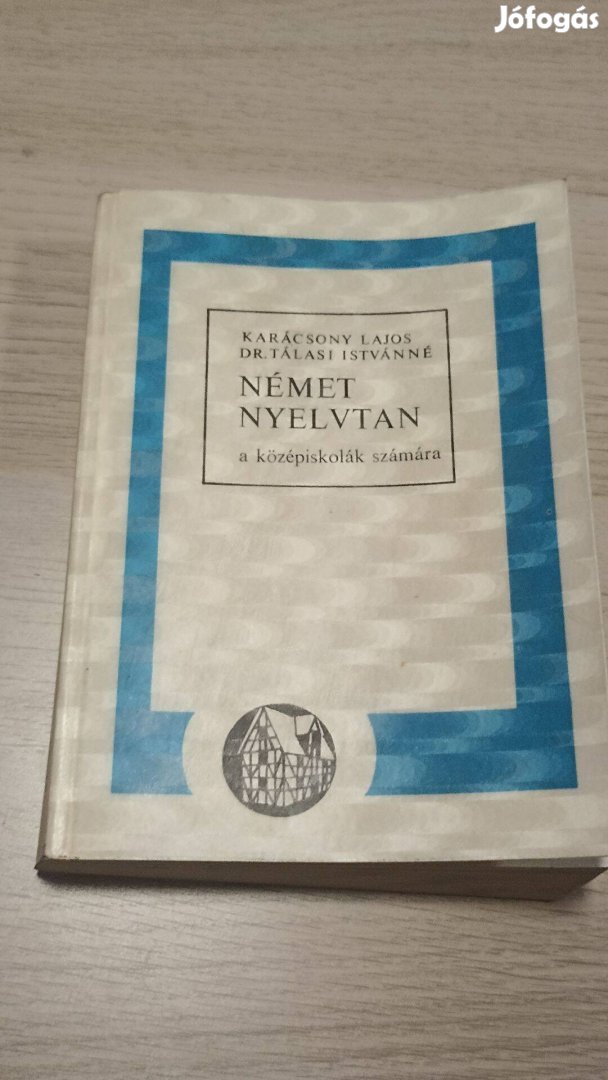 Jófogás
KARÁCSONY LAJOS
DR. TÁLASI ISTVÁNNÉ
NÉMET
NYELVTAN
a középiskolák számára